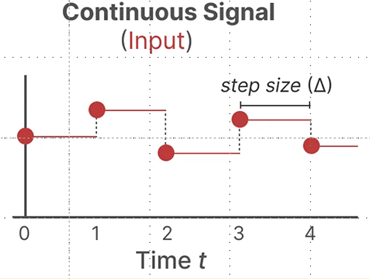 Continuous Signal
(Input)
step size (Δ)
0 1 2 3 4
Time t